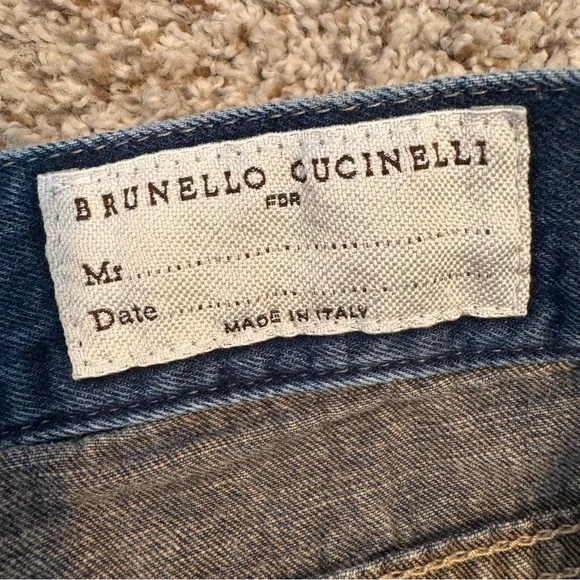 BRUNELLO CUCINELLI
FOR
Mr ........................................
Date ........................................
MADE IN ITALY